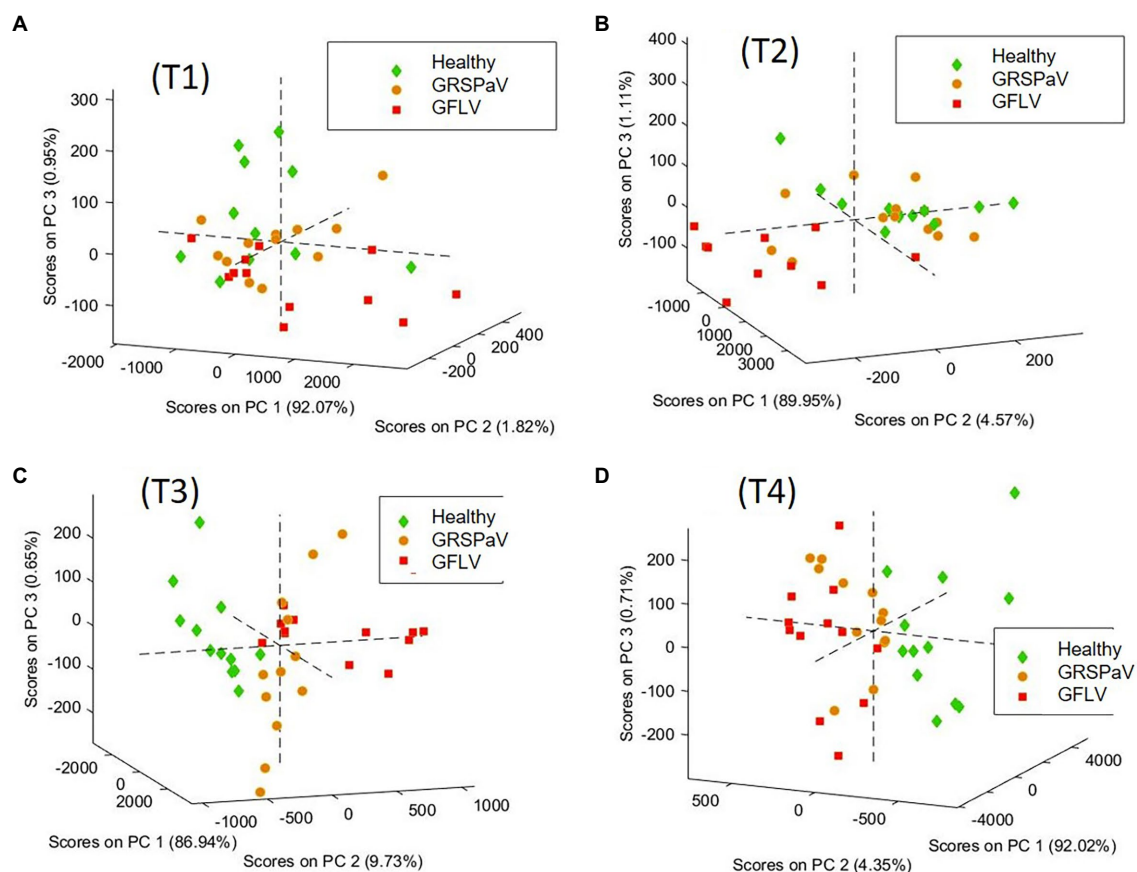 A
(T1)
Healthy
GRSPaV
GFLV
Scores on PC 3 (0.95%)
300
200
100
0
-100
-2000
-1000
0
1000
2000
-200
0
200
400
Scores on PC 1 (92.07%)
Scores on PC 2 (1.82%)
B
(T2)
Healthy
GRSPaV
GFLV
Scores on PC 3 (1.11%)
400
300
200
100
0
-100
-1000
0
1000
2000
3000
-200
0
200
Scores on PC 1 (89.95%)
Scores on PC 2 (4.57%)
C
(T3)
Healthy
GRSPaV
GFLV
Scores on PC 3 (0.65%)
200
100
0
-100
-200
-2000
0
2000
-1000
-500
0
500
1000
Scores on PC 1 (86.94%)
Scores on PC 2 (9.73%)
D
(T4)
Healthy
GRSPaV
GFLV
Scores on PC 3 (0.71%)
200
100
0
-100
-200
500
0
-500
-4000
0
4000
Scores on PC 1 (92.02%)
Scores on PC 2 (4.35%)